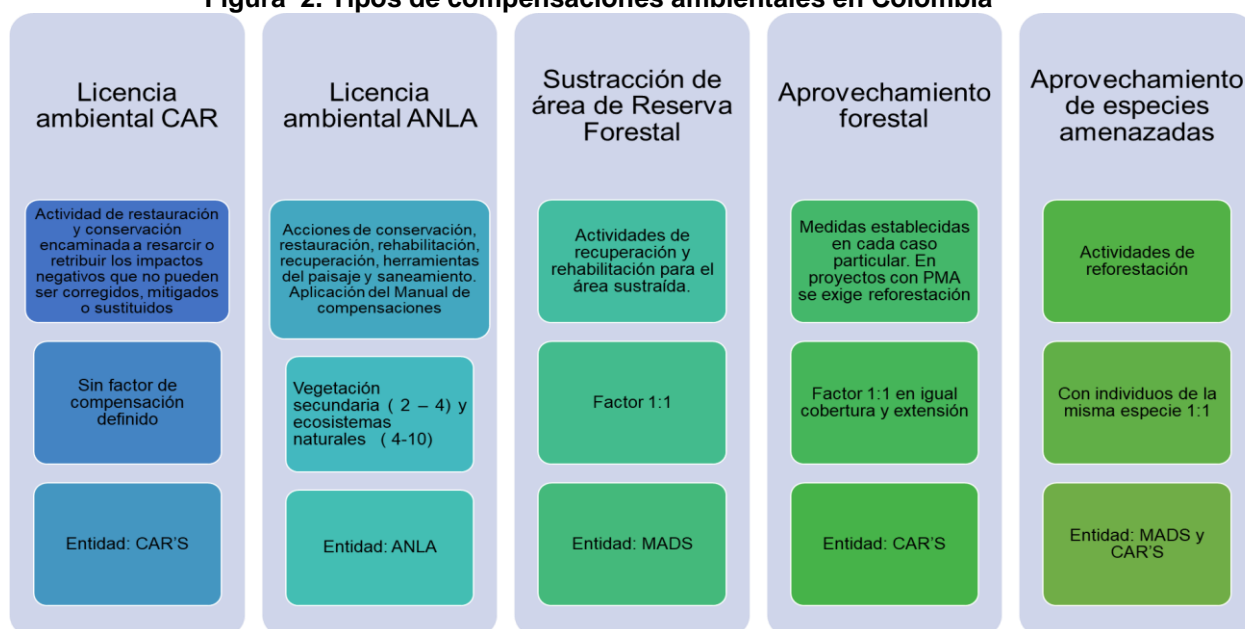 Figura 2. Tipos de compensaciones ambientales en Colombia
Licencia
ambiental CAR
Actividad de restauración
y conservación
encaminada a resarcir o
retribuir los impactos
negativos que no pueden
ser corregidos, mitigados
o sustituidos
Sin factor de
compensación
definido
Entidad: CAR'S
Licencia
ambiental ANLA
Acciones de conservación,
restauración, rehabilitación,
recuperación, herramientas
del paisaje y saneamiento.
Aplicación del Manual de
compensaciones
Vegetación
secundaria ( 2 – 4) y
ecosistemas
naturales ( 4-10)
Entidad: ANLA
Sustracción de
área de Reserva
Forestal
Actividades de
recuperación y
rehabilitación para el
área sustraída.
Factor 1:1
Entidad: MADS
Aprovechamiento
forestal
Medidas establecidas
en cada caso
particular. En
proyectos con PMA
se exige reforestación
Factor 1:1 en igual
cobertura y extensión
Entidad: CAR'S
Aprovechamiento
de especies
amenazadas
Actividades de
reforestación
Con individuos de la
misma especie 1:1
Entidad: MADS y
CAR'S